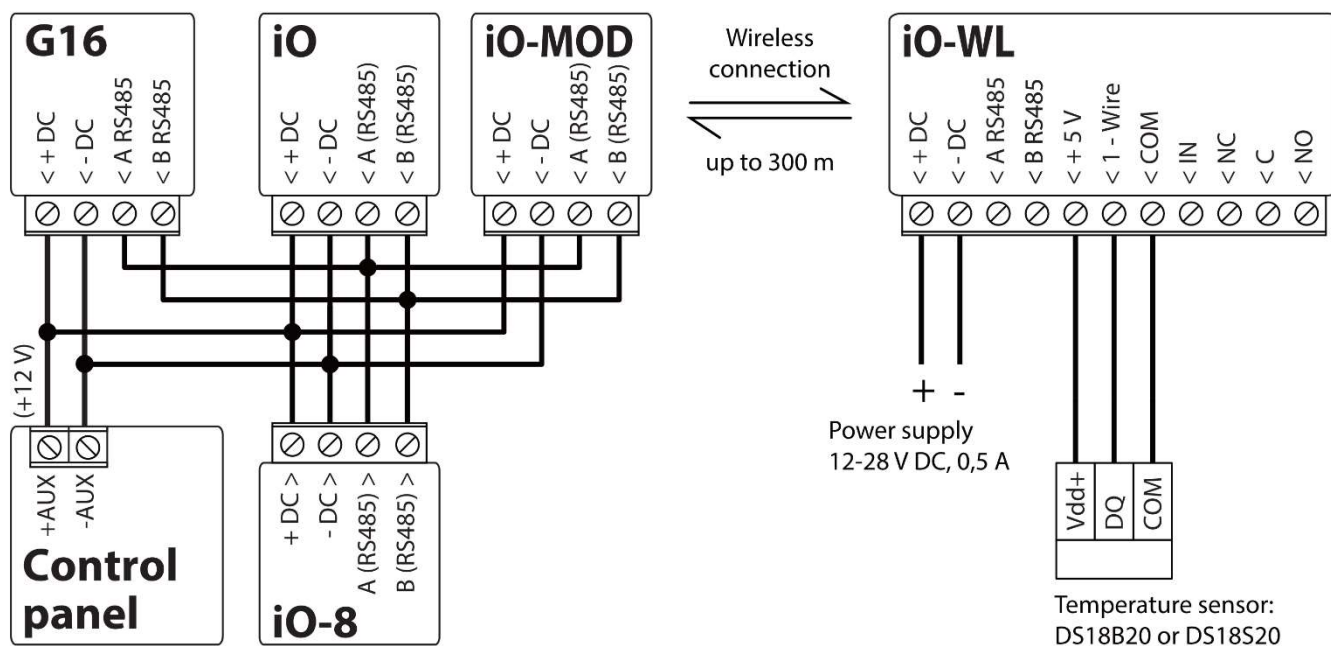 G16
< + DC
< - DC
< A RS485
< B RS485
iO
< + DC
< - DC
< A (RS485)
< B (RS485)
iO-MOD
< + DC
< - DC
< A (RS485)
< B (RS485)
Wireless
connection
up to 300 m
iO-WL
< + DC
< - DC
< A RS485
< B RS485
< + 5 V
< 1 - Wire
< COM
< IN
< NC
< C
< NO
(+12 V)
+AUX
-AUX
Control
panel
+ DC >
- DC >
A (RS485) >
B (RS485) >
iO-8
+ -
Power supply
12-28 V DC, 0,5 A
Vdd+
DQ
COM
Temperature sensor:
DS18B20 or DS18S20